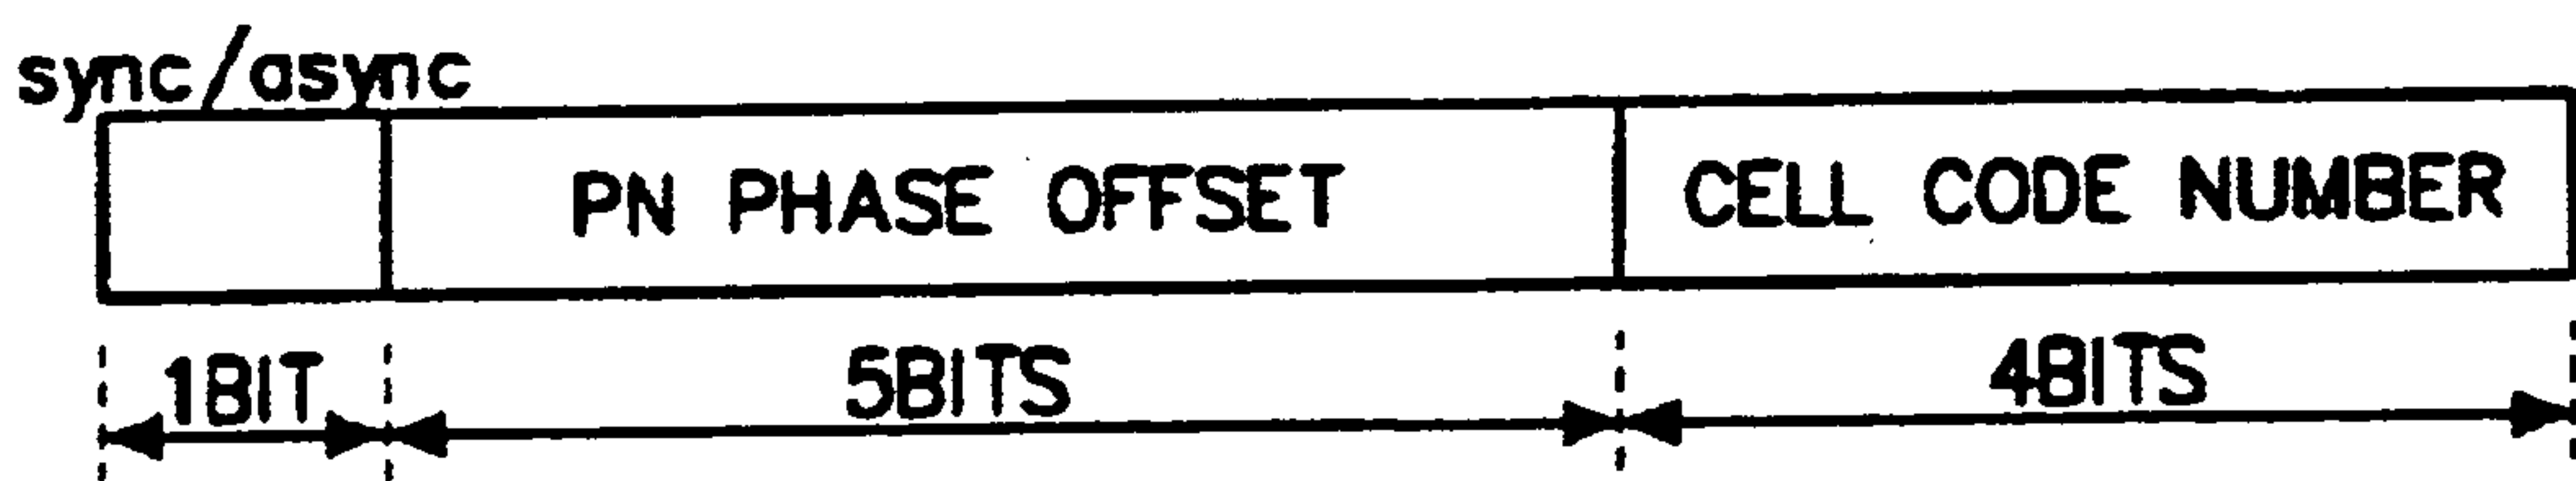 sync/async
PN PHASE OFFSET
CELL CODE NUMBER
1BIT
5BITS
4BITS